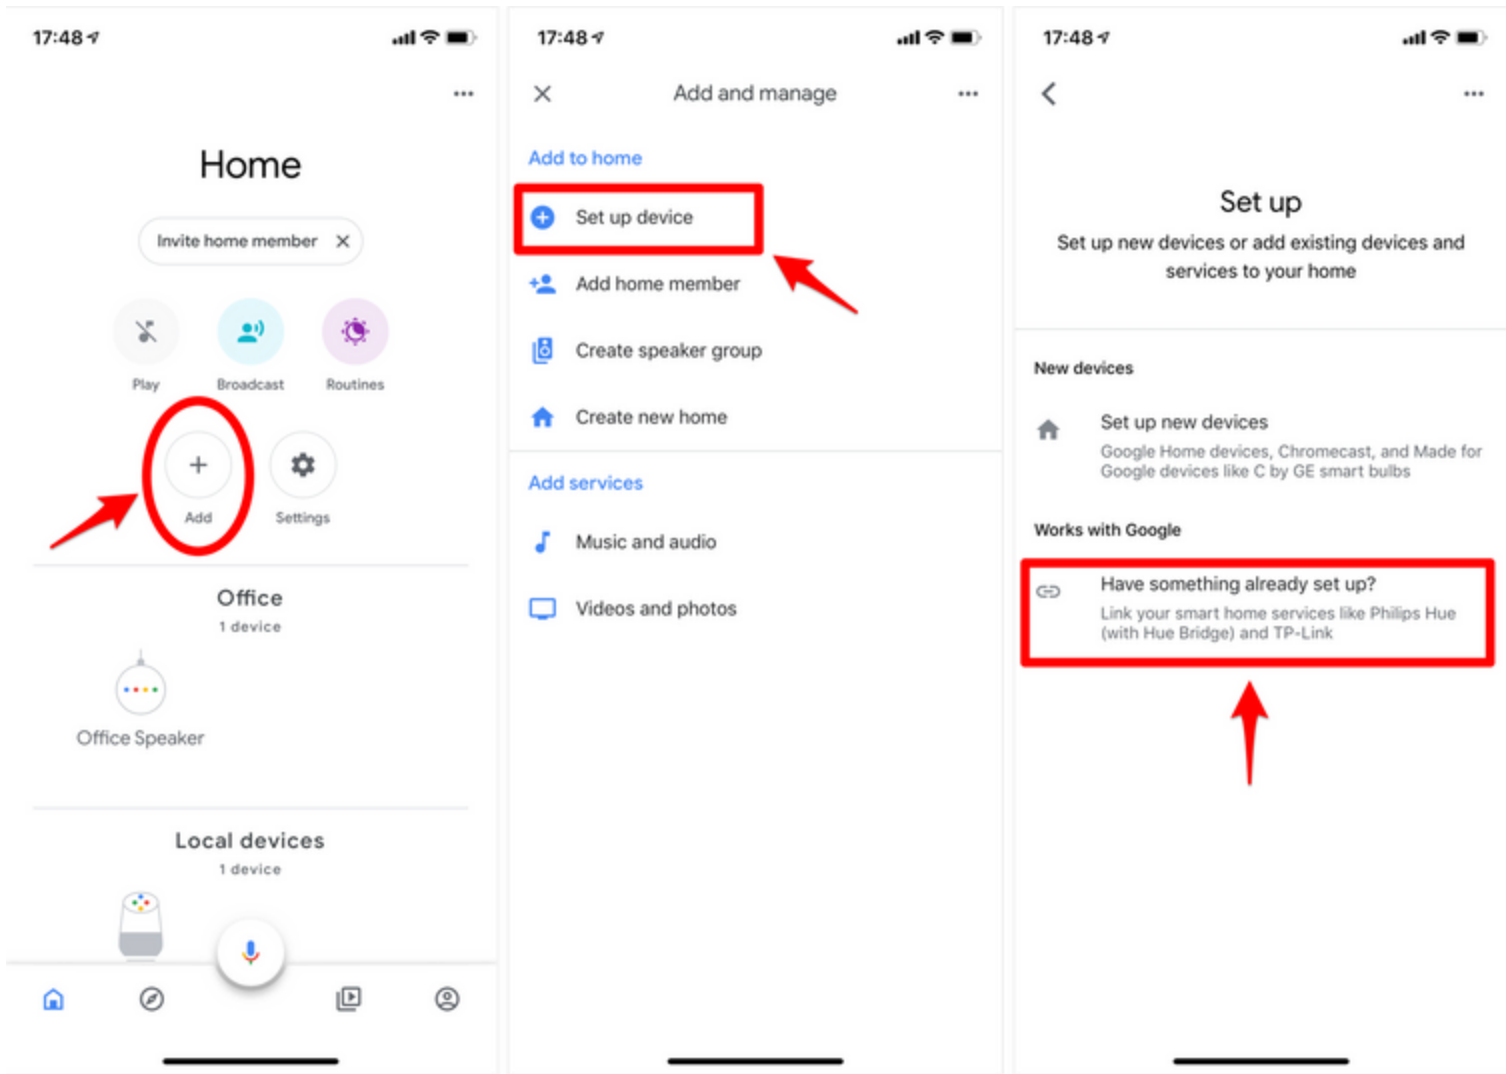 17:48
Home
Invite home member
Play
Broadcast
Routines
Add
Settings
Office
1 device
Office Speaker
Local devices
1 device
17:48
Add and manage
Add to home
Set up device
Add home member
Create speaker group
Create new home
Add services
Music and audio
Videos and photos
17:48
Set up
Set up new devices or add existing devices and
services to your home
New devices
Set up new devices
Google Home devices, Chromecast, and Made for
Google devices like C by GE smart bulbs
Works with Google
Have something already set up?
Link your smart home services like Philips Hue
(with Hue Bridge) and TP-Link